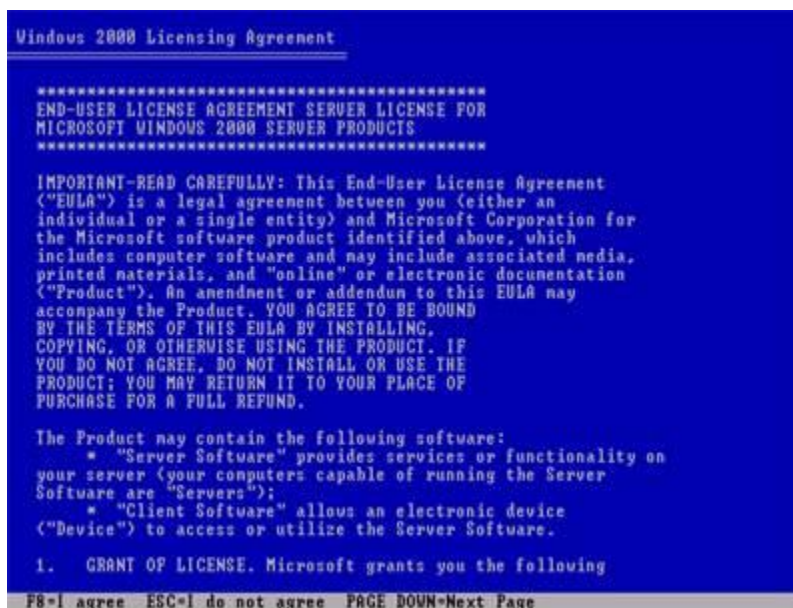 Windows 2000 Licensing Agreement
*********************************************
END-USER LICENSE AGREEMENT SERVER LICENSE FOR
MICROSOFT WINDOWS 2000 SERVER PRODUCTS
*********************************************
IMPORTANT-READ CAREFULLY: This End-User License Agreement
("EULA") is a legal agreement between you (either an
individual or a single entity) and Microsoft Corporation for
the Microsoft software product identified above, which
includes computer software and may include associated media,
printed materials, and "online" or electronic documentation
("Product"). An amendment or addendum to this EULA may
accompany the Product. YOU AGREE TO BE BOUND
BY THE TERMS OF THIS EULA BY INSTALLING,
COPYING, OR OTHERWISE USING THE PRODUCT. IF
YOU DO NOT AGREE, DO NOT INSTALL OR USE THE
PRODUCT; YOU MAY RETURN IT TO YOUR PLACE OF
PURCHASE FOR A FULL REFUND.
The Product may contain the following software:
* "Server Software" provides services or functionality on
your server (your computers capable of running the Server
Software are "Servers");
* "Client Software" allows an electronic device
("Device") to access or utilize the Server Software.
1. GRANT OF LICENSE. Microsoft grants you the following
F8=I agree ESC=I do not agree PAGE DOWN=Next Page